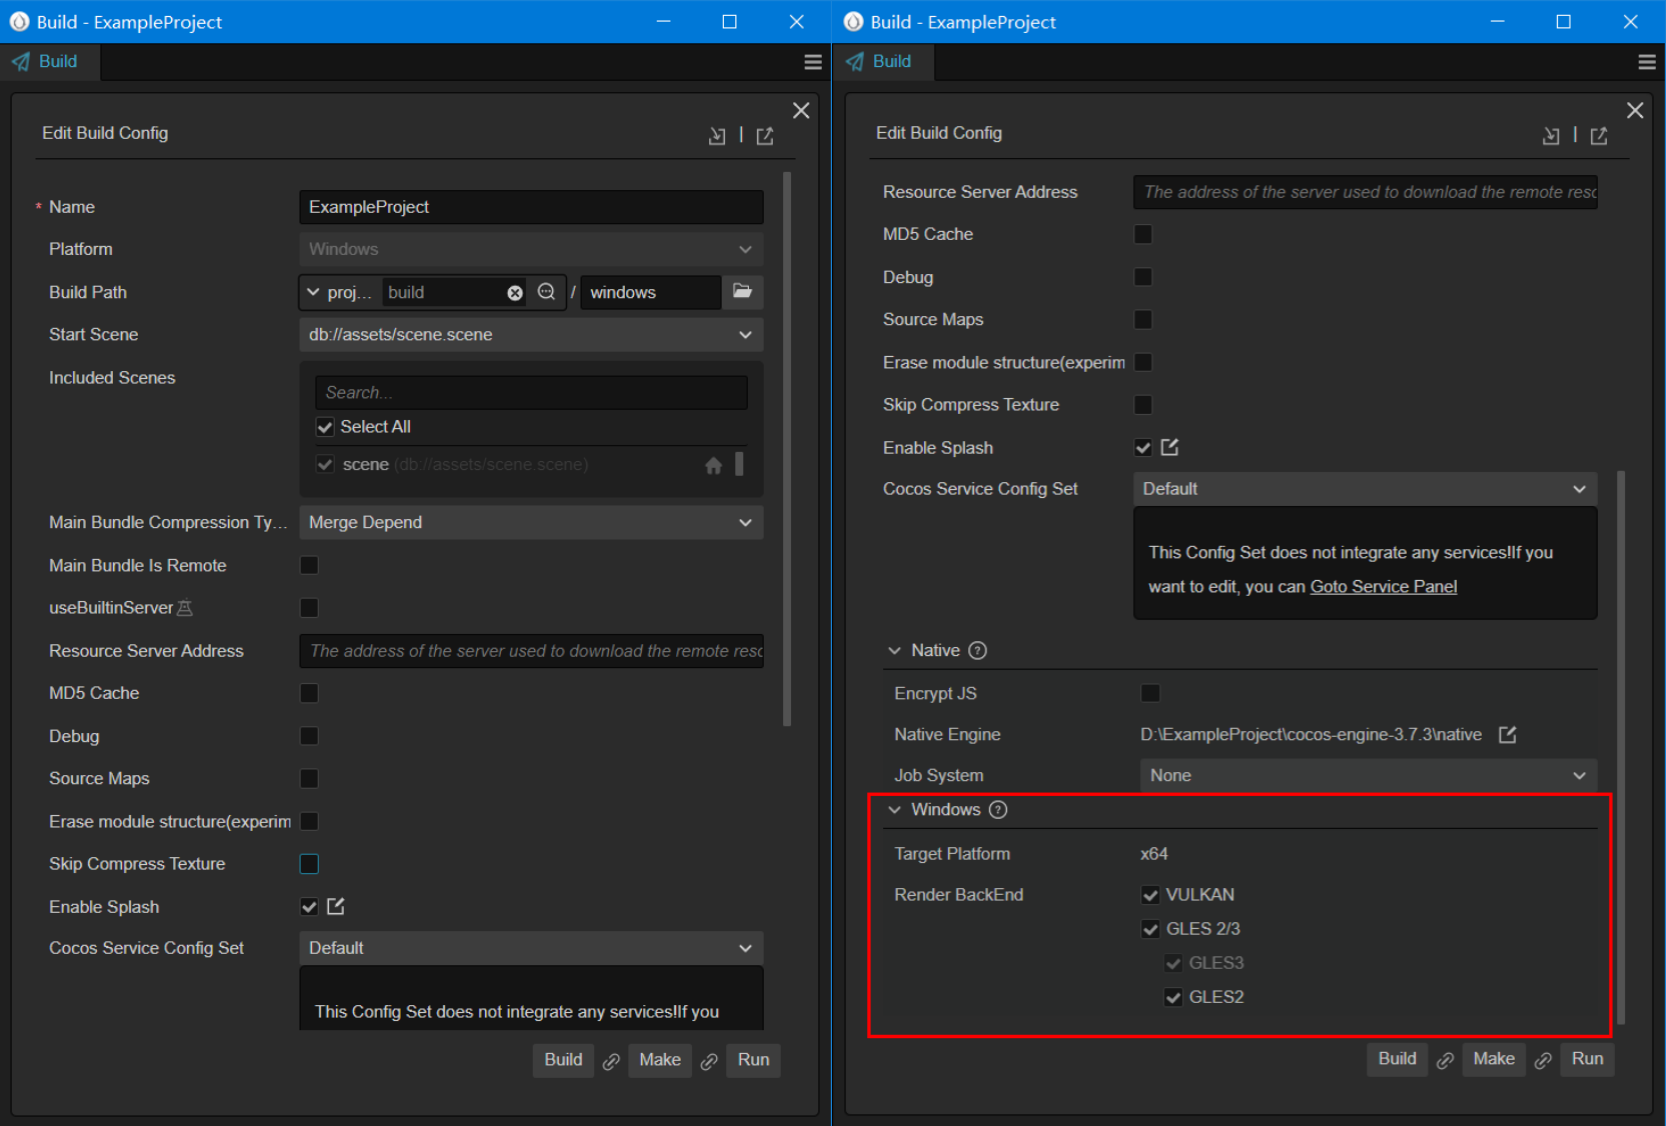 Build - ExampleProject
Build
Edit Build Config
* Name
ExampleProject
Platform
Windows
Build Path
proj... build / windows
Start Scene
db://assets/scene.scene
Included Scenes
Search...
Select All
scene (db://assets/scene.scene)
Main Bundle Compression Ty...
Merge Depend
Main Bundle Is Remote
useBuiltinServer
Resource Server Address
The address of the server used to download the remote resc
MD5 Cache
Debug
Source Maps
Erase module structure(experim
Skip Compress Texture
Enable Splash
Cocos Service Config Set
Default
This Config Set does not integrate any services!If you
Build Make Run
Build - ExampleProject
Build
Edit Build Config
Resource Server Address
The address of the server used to download the remote resc
MD5 Cache
Debug
Source Maps
Erase module structure(experim
Skip Compress Texture
Enable Splash
Cocos Service Config Set
Default
This Config Set does not integrate any services!If you
want to edit, you can Goto Service Panel
Native ?
Encrypt JS
Native Engine
D:\ExampleProject\cocos-engine-3.7.3\native
Job System
None
Windows ?
Target Platform
x64
Render BackEnd
VULKAN
GLES 2/3
GLES3
GLES2
Build Make Run